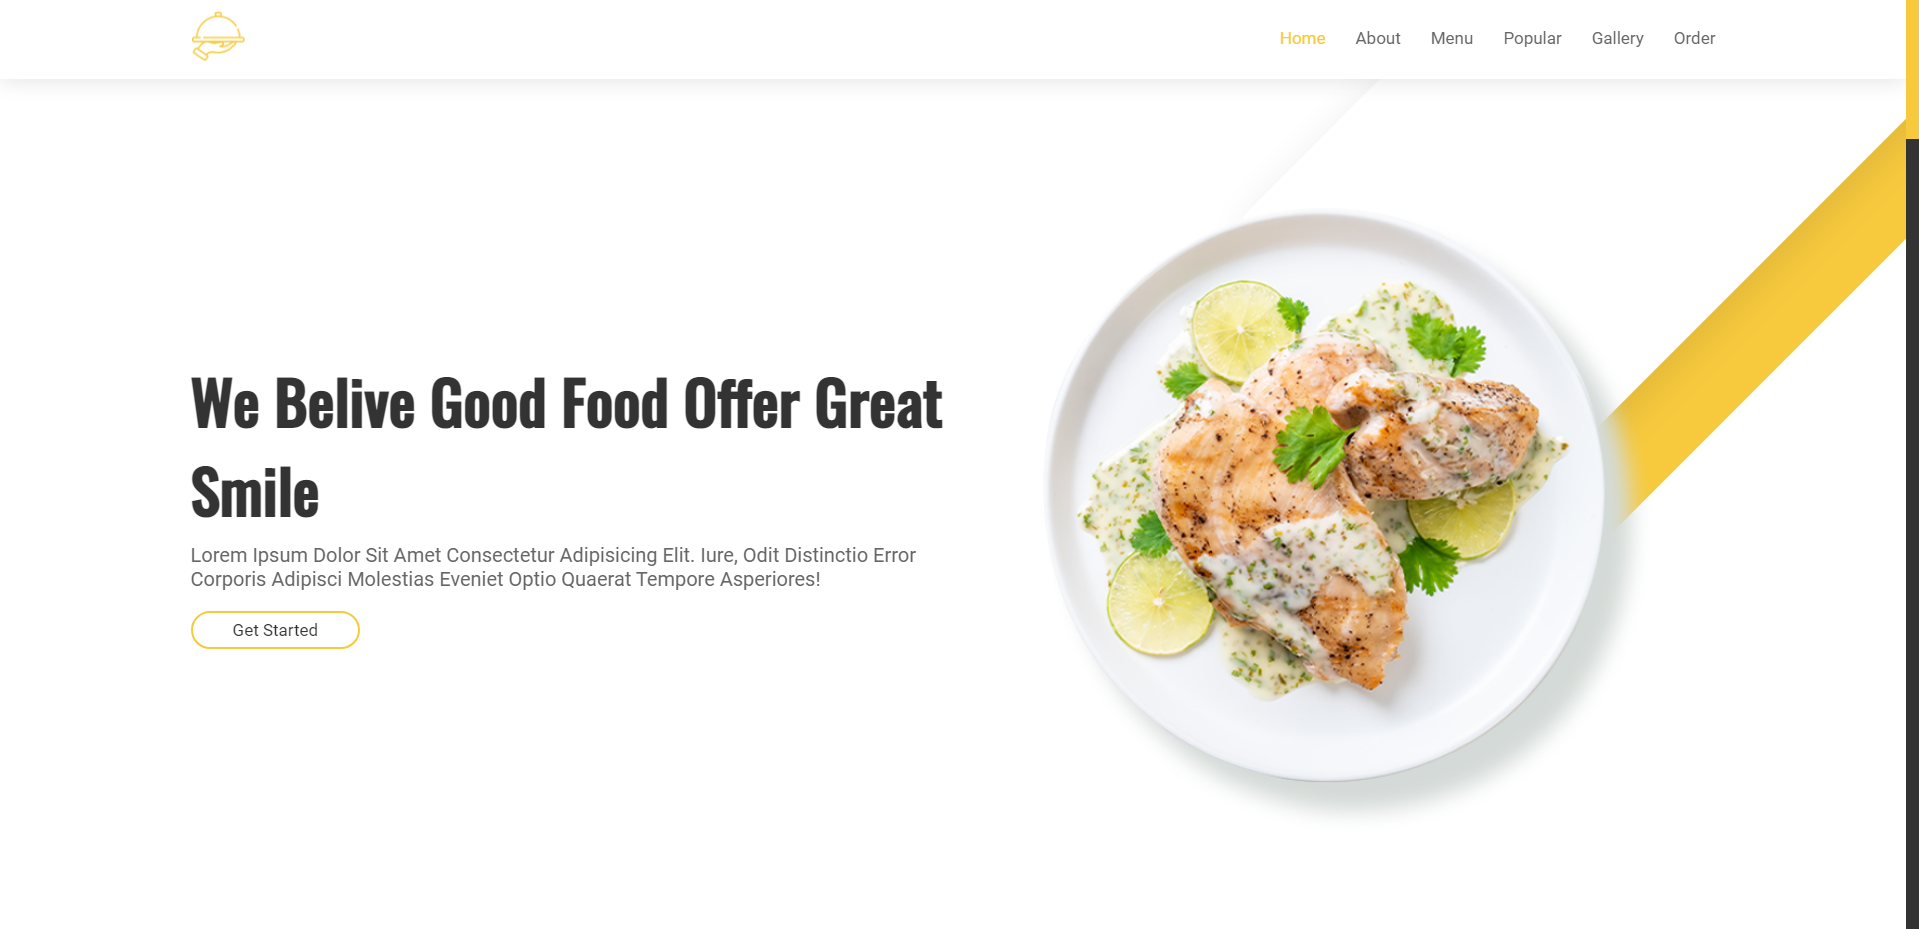 Home About Menu Popular Gallery Order
We Belive Good Food Offer Great
Smile
Lorem Ipsum Dolor Sit Amet Consectetur Adipisicing Elit. Iure, Odit Distinctio Error
Corporis Adipisci Molestias Eveniet Optio Quaerat Tempore Asperiores!
Get Started